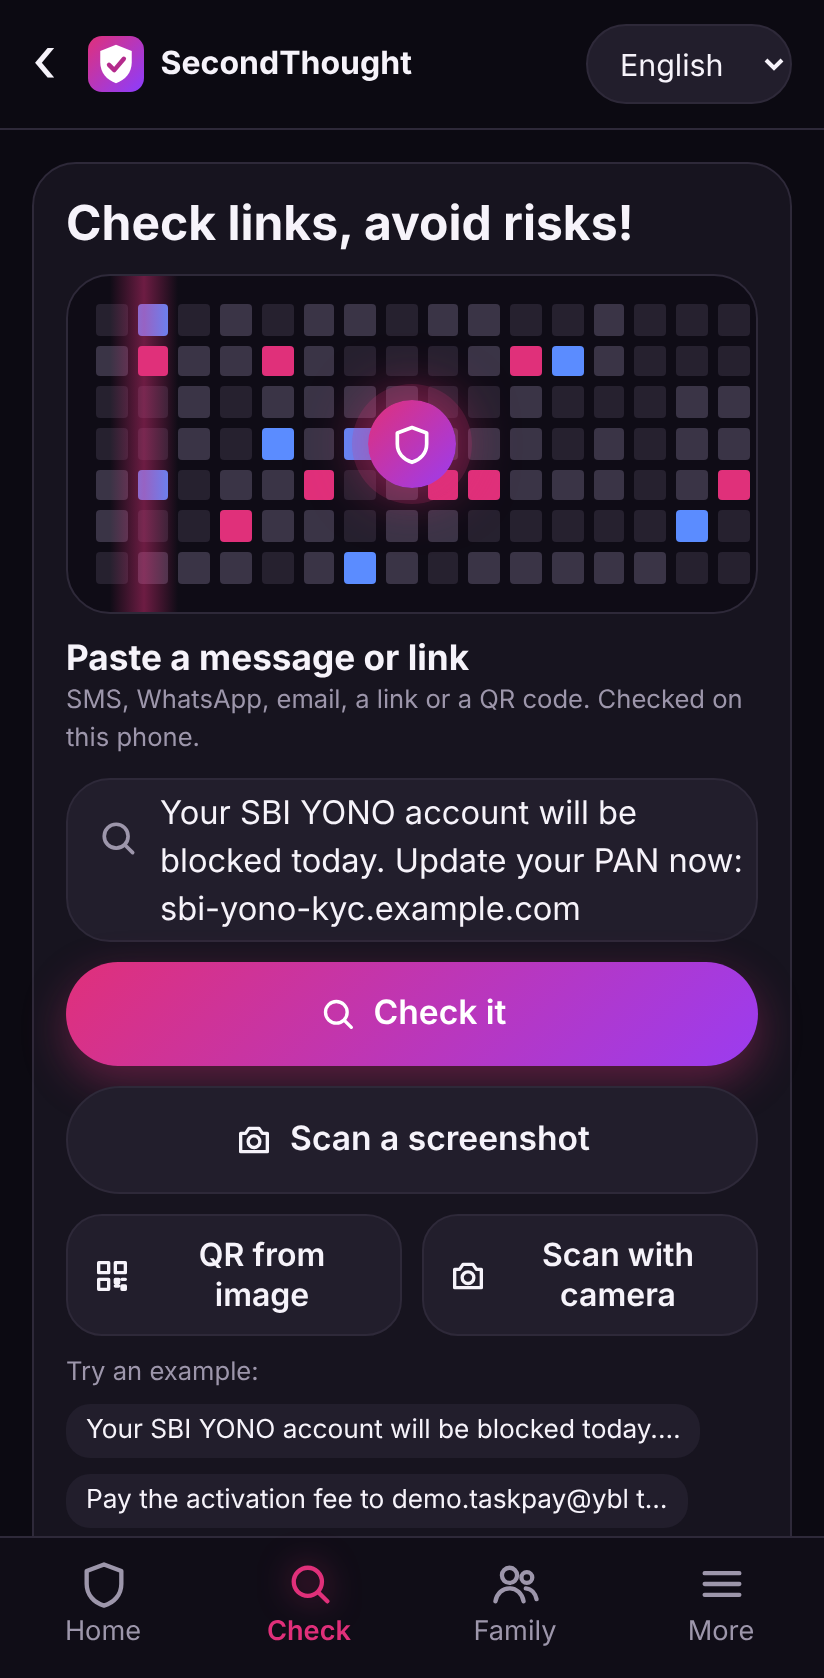 SecondThought
English
Check links, avoid risks!
Paste a message or link
SMS, WhatsApp, email, a link or a QR code. Checked on
this phone.
Your SBI YONO account will be
blocked today. Update your PAN now:
sbi-yono-kyc.example.com
Check it
Scan a screenshot
QR from
image
Scan with
camera
Try an example:
Your SBI YONO account will be blocked today....
Pay the activation fee to demo.taskpay@ybl t...
Home
Check
Family
More